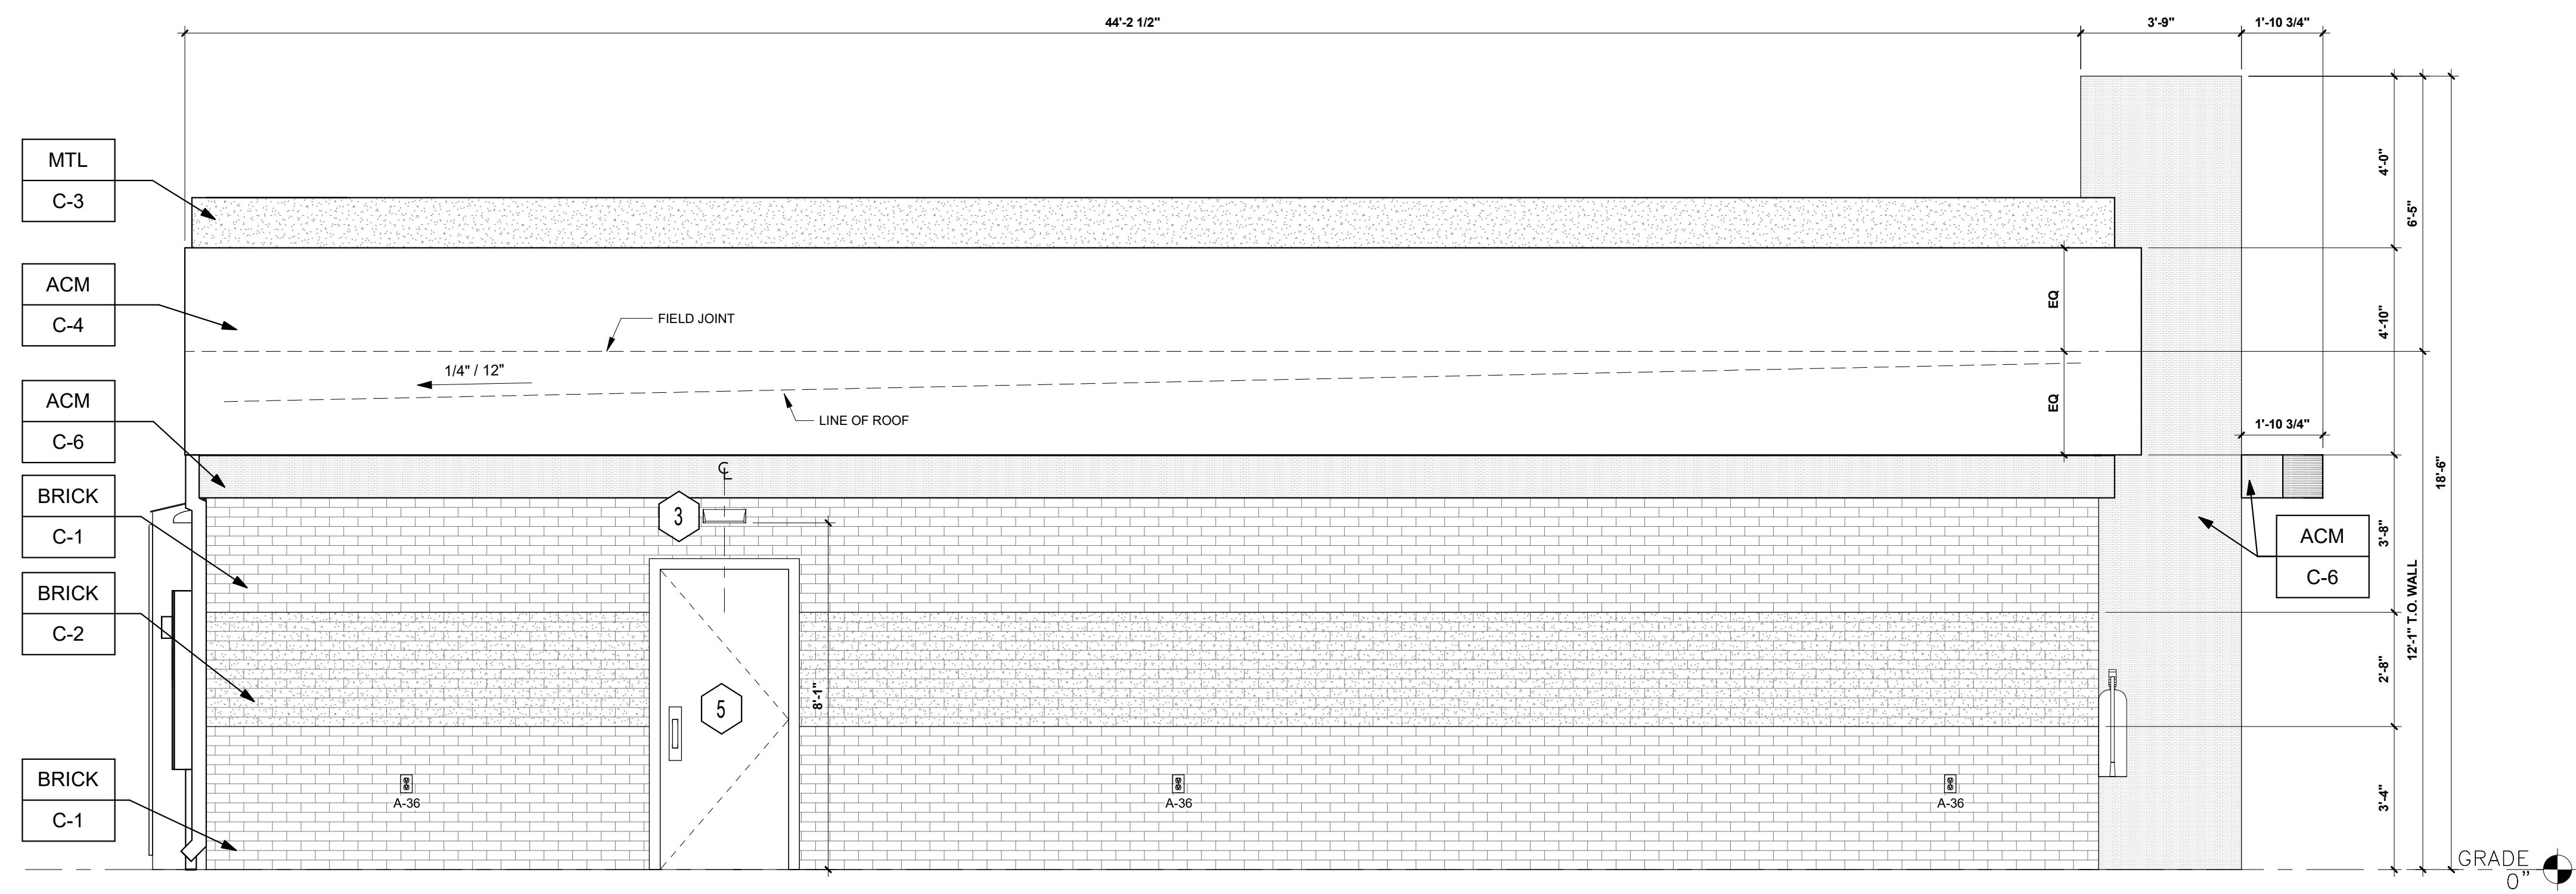 44'-2 1/2"
3'-9"
1'-10 3/4"
MTL
C-3
4'-0"
6'-5"
ACM
C-4
FIELD JOINT
EQ
4'-10"
1/4" / 12"
LINE OF ROOF
EQ
ACM
C-6
1'-10 3/4"
18'-6"
℄
BRICK
C-1
3
3'-8"
ACM
C-6
BRICK
C-2
12'-1" T.O. WALL
2'-8"
8'-1"
5
BRICK
C-1
A-36
A-36
A-36
3'-4"
GRADE
0"